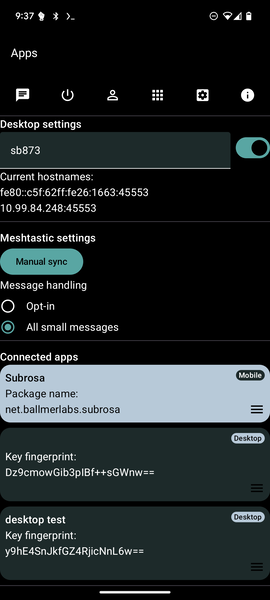 9:37
Apps
Desktop settings
sb873
Current hostnames:
fe80::c5f:62ff:fe26:1663:45553
10.99.84.248:45553
Meshtastic settings
Manual sync
Message handling
Opt-in
All small messages
Connected apps
Subrosa
Mobile
Package name:
net.ballmerlabs.subrosa
Desktop
Key fingerprint:
Dz9cmowGib3pIBf++sGWnw==
desktop test
Desktop
Key fingerprint:
y9hE4SnJkfGZ4RjicNnL6w==